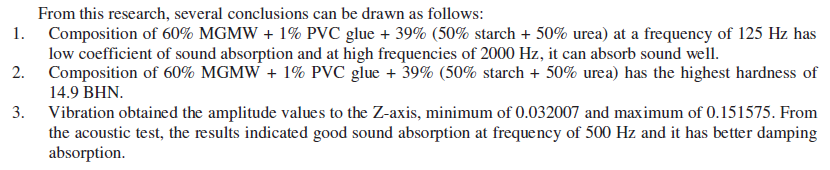 From this research, several conclusions can be drawn as follows:
1. Composition of 60% MGMW + 1% PVC glue + 39% (50% starch + 50% urea) at a frequency of 125 Hz has
low coefficient of sound absorption and at high frequencies of 2000 Hz, it can absorb sound well.
2. Composition of 60% MGMW + 1% PVC glue + 39% (50% starch + 50% urea) has the highest hardness of
14.9 BHN.
3. Vibration obtained the amplitude values to the Z-axis, minimum of 0.032007 and maximum of 0.151575. From
the acoustic test, the results indicated good sound absorption at frequency of 500 Hz and it has better damping
absorption.